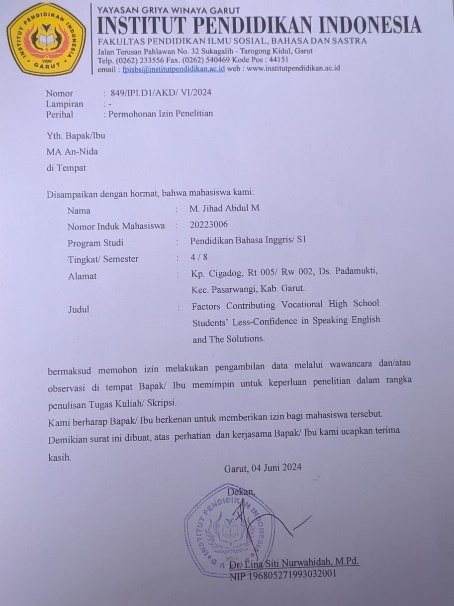 YAYASAN GRIYA WINAYA GARUT
INSTITUT PENDIDIKAN INDONESIA
FAKULTAS PENDIDIKAN ILMU SOSIAL, BAHASA DAN SASTRA
Jalan Terusan Pahlawan No. 32 Sukagalih - Tarogong Kidul, Garut
Telp. (0262) 233556 Fax. (0262) 540469 Kode Pos : 44151
email : fpisbs@institutpendidikan.ac.id web : www.institutpendidikan.ac.id
Nomor : 849/IPI.D1/AKD/ VI/2024
Lampiran : -
Perihal : Permohonan Izin Penelitian
Yth. Bapak/Ibu
MA An-Nida
di Tempat
Disampaikan dengan hormat, bahwa mahasiswa kami:
Nama : M. Jihad Abdul M
Nomor Induk Mahasiswa : 20223006
Program Studi : Pendidikan Bahasa Inggris/ S1
Tingkat/ Semester : 4 / 8
Alamat : Kp. Cigadog, Rt 005/ Rw 002, Ds. Padamukti,
Kec. Pasarwangi, Kab. Garut.
Judul : Factors Contributing Vocational High School
Students' Less-Confidence in Speaking English
and The Solutions.
bermaksud memohon izin melakukan pengambilan data melalui wawancara dan/atau
observasi di tempat Bapak/ Ibu memimpin untuk keperluan penelitian dalam rangka
penulisan Tugas Kuliah/ Skripsi.
Kami berharap Bapak/ Ibu berkenan untuk memberikan izin bagi mahasiswa tersebut.
Demikian surat ini dibuat, atas perhatian dan kerjasama Bapak/ Ibu kami ucapkan terima
kasih.
Garut, 04 Juni 2024
Dekan,
INSTITUT PENDIDIKAN INDONESIA
GARUT
Dr. Lina Siti Nurwahidah, M.Pd.
NIP 196805271993032001